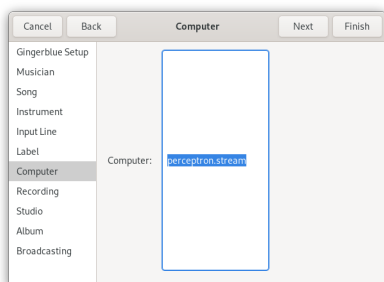 Cancel Back Computer Next Finish
Gingerblue Setup
Musician
Song
Instrument
Input Line
Label
Computer
Computer: perceptron.stream
Recording
Studio
Album
Broadcasting